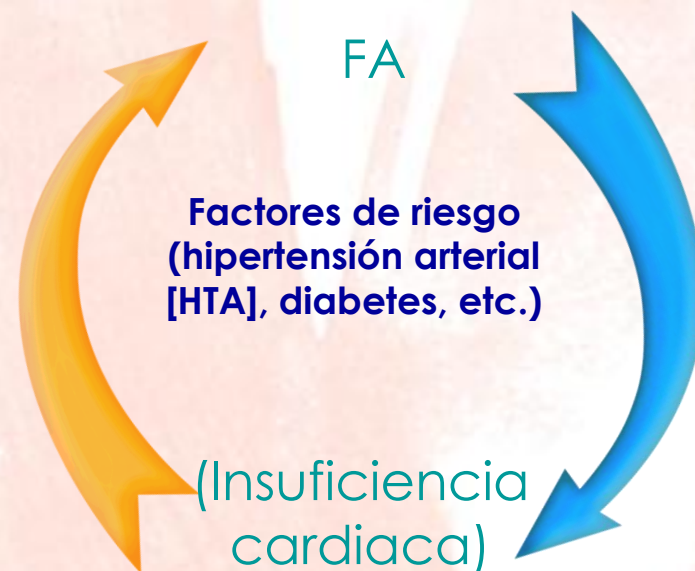 FA
Factores de riesgo
(hipertensión arterial
[HTA], diabetes, etc.)
(Insuficiencia
cardiaca)